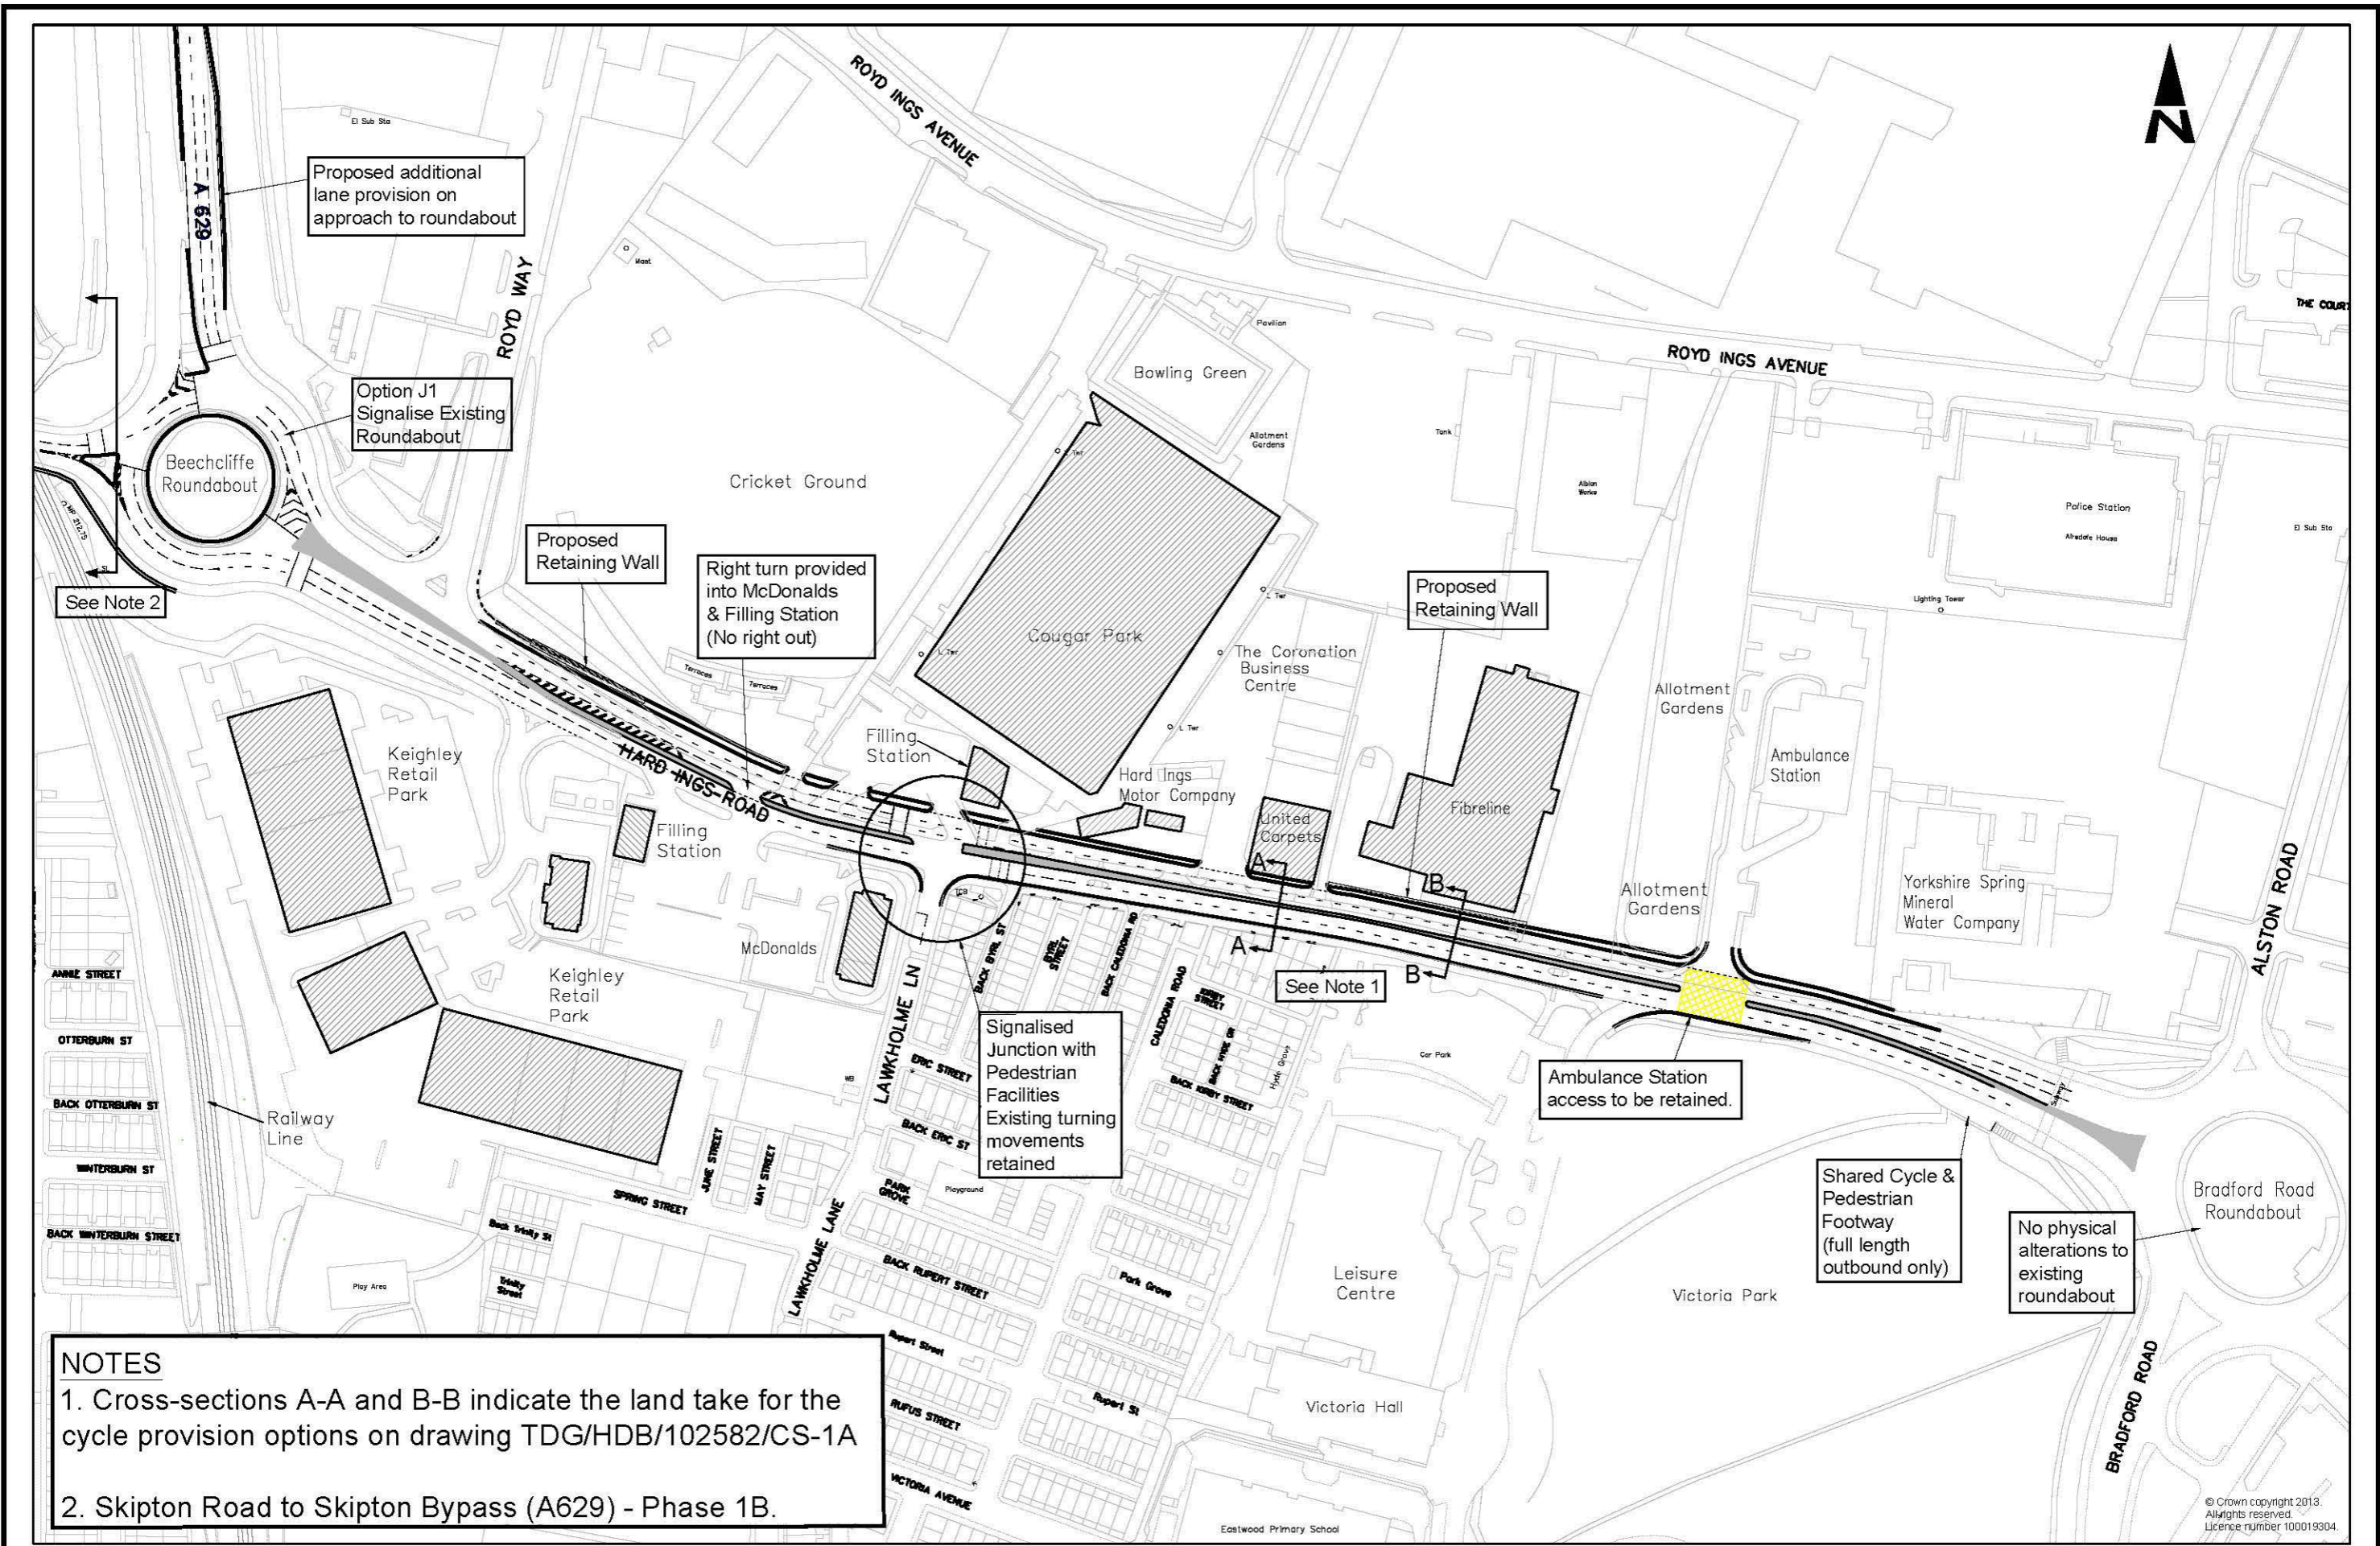 ROYD INGS AVENUE
N
El Sub Sta
Proposed additional
lane provision on
approach to roundabout
A 629
ROYD WAY
Mast
THE COURT
Pavilion
Bowling Green
ROYD INGS AVENUE
Option J1
Signalise Existing
Roundabout
Beechcliffe
Roundabout
Cricket Ground
Allotment
Gardens
L Twr
Tank
Albion
Works
Police Station
Airedale House
El Sub Sta
MP 212.75
SL
See Note 2
Proposed
Retaining Wall
Right turn provided
into McDonalds
& Filling Station
(No right out)
Terraces
Terraces
L Twr
Cougar Park
L Twr
The Coronation
Business
Centre
Proposed
Retaining Wall
Lighting Tower
Allotment
Gardens
L Twr
Filling
Station
Hard Ings
Motor Company
Ambulance
Station
Keighley
Retail
Park
HARD INGS ROAD
Filling
Station
United
Carpets
Fibreline
A
B
Allotment
Gardens
Yorkshire Spring
Mineral
Water Company
ALSTON ROAD
TCB
McDonalds
A
B
See Note 1
BACK BYRL ST
BYRL
STREET
BACK CALEDONIA RD
CALEDONIA ROAD
KIRBY
STREET
BACK HYDE GR
Hyde Grove
BACK KIRBY STREET
Car Park
LAWKHOLME LN
Keighley
Retail
Park
Signalised
Junction with
Pedestrian
Facilities
Existing turning
movements
retained
ERIC STREET
BACK ERIC ST
Ambulance Station
access to be retained.
Subway
ANNIE STREET
OTTERBURN ST
BACK OTTERBURN ST
WINTERBURN ST
BACK WINTERBURN STREET
Railway
Line
WB
JUNE STREET
MAY STREET
SPRING STREET
PARK
GROVE
Playground
LAWKHOLME LANE
Back Trinity St
Trinity
Street
Play Area
BACK RUPERT STREET
Park Grove
Leisure
Centre
Victoria Park
Shared Cycle &
Pedestrian
Footway
(full length
outbound only)
No physical
alterations to
existing
roundabout
Bradford Road
Roundabout
BRADFORD ROAD
Rupert Street
Rupert St
RUFUS STREET
Victoria Hall
VICTORIA AVENUE
Eastwood Primary School
NOTES
1. Cross-sections A-A and B-B indicate the land take for the
cycle provision options on drawing TDG/HDB/102582/CS-1A
2. Skipton Road to Skipton Bypass (A629) - Phase 1B.
© Crown copyright 2013.
All rights reserved.
Licence number 100019304.